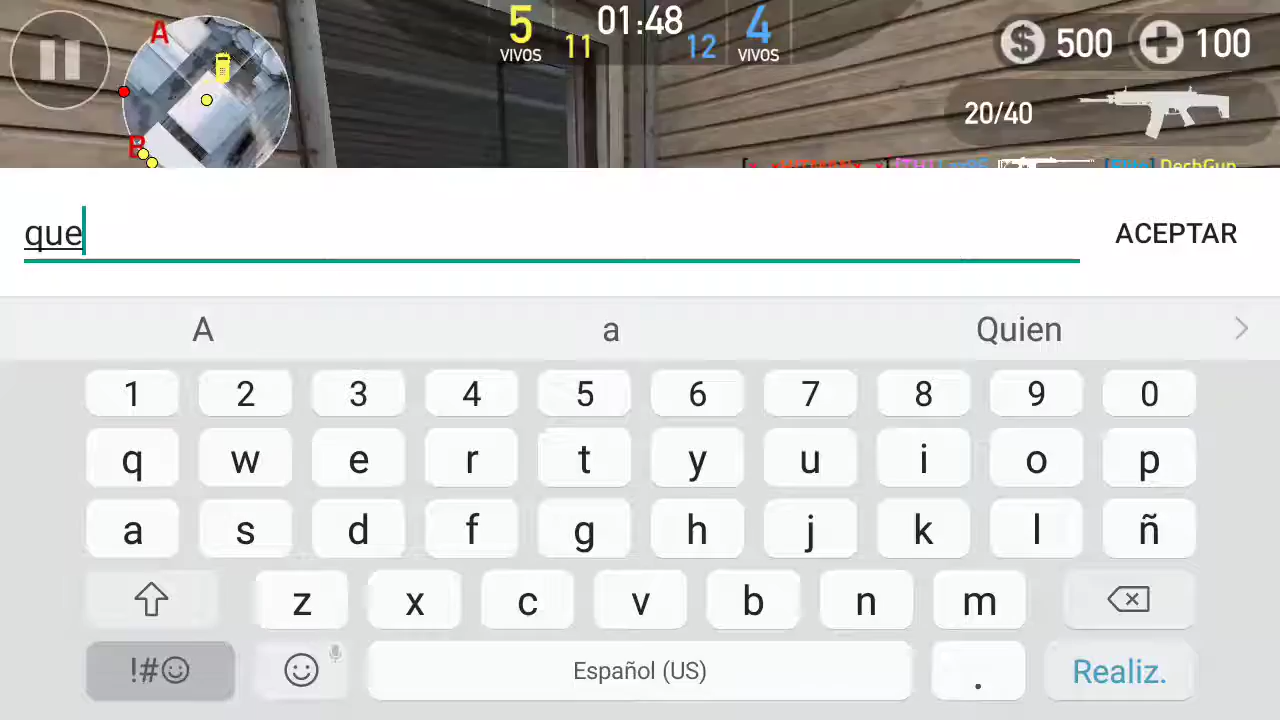 A
B
5
VIVOS
11
01:48
12
4
VIVOS
500
100
20/40
que
ACEPTAR
A a Quien
1 2 3 4 5 6 7 8 9 0
q w e r t y u i o p
a s d f g h j k l ñ
z x c v b n m
!#☺ Español (US) . Realiz.